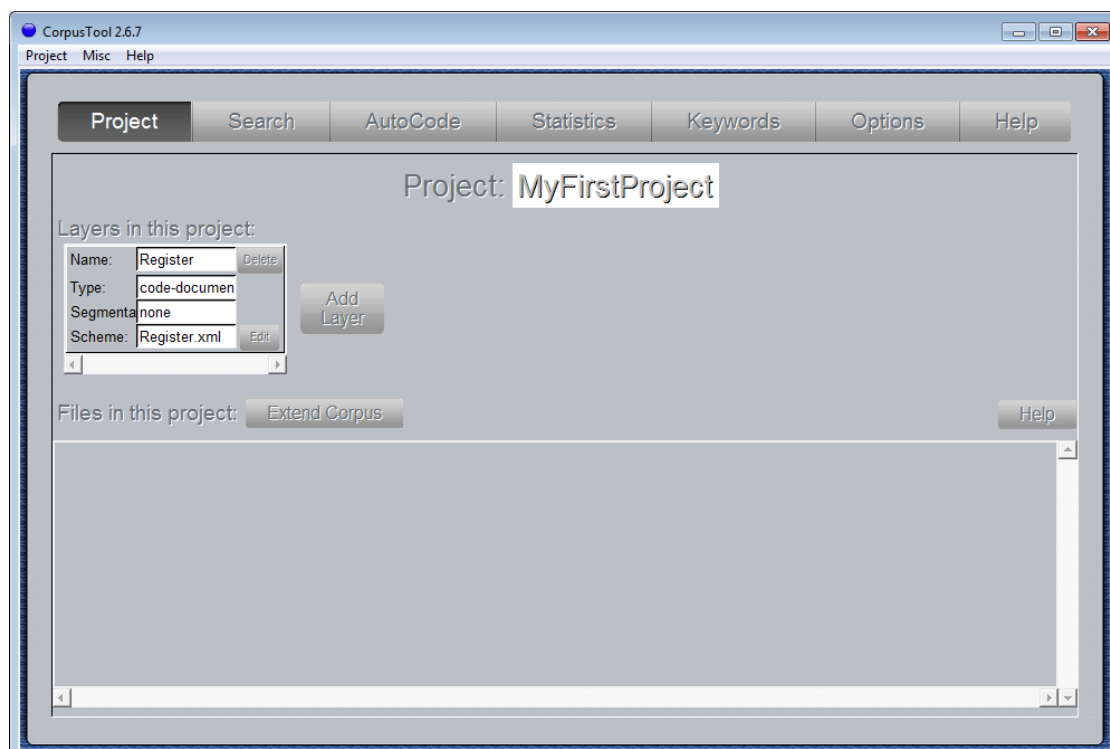 CorpusTool 2.6.7
Project Misc Help
Project Search AutoCode Statistics Keywords Options Help
Project: MyFirstProject
Layers in this project:
Name: Register Delete
Type: code-documen
Segmenta none
Scheme: Register.xml Edit
Add
Layer
Files in this project: Extend Corpus Help